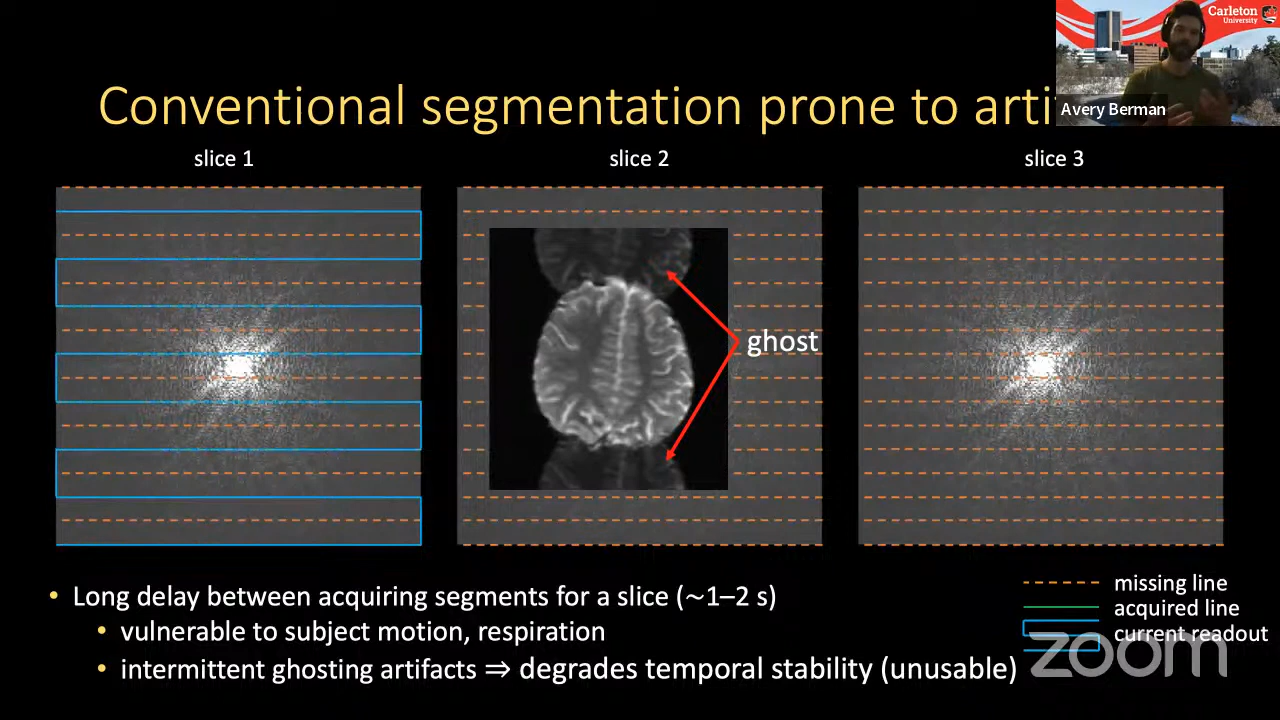 Carleton
University
Avery Berman
Conventional segmentation prone to arti
slice 1
slice 2
slice 3
ghost
• Long delay between acquiring segments for a slice (~1–2 s)
• vulnerable to subject motion, respiration
• intermittent ghosting artifacts ⇒ degrades temporal stability (unusable)
missing line
acquired line
current readout
zoom